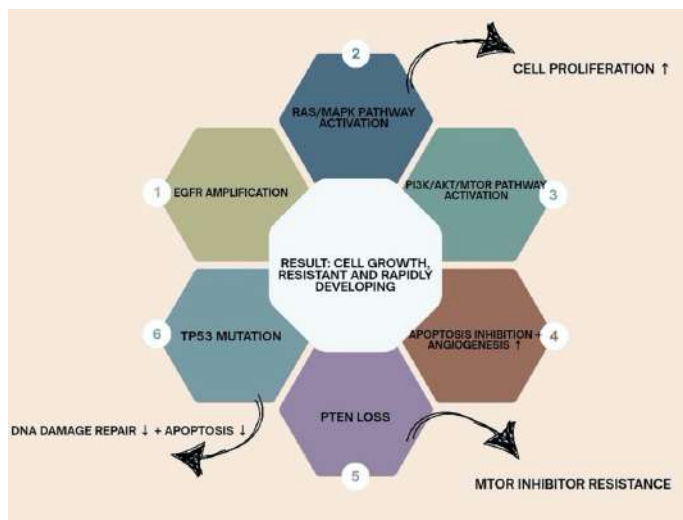 2
RAS/MAPK PATHWAY
ACTIVATION
CELL PROLIFERATION ↑
1
EGFR AMPLIFICATION
PI3K/AKT/MTOR PATHWAY
ACTIVATION
3
RESULT: CELL GROWTH,
RESISTANT AND RAPIDLY
DEVELOPING
6
TP53 MUTATION
APOPTOSIS INHIBITION +
ANGIOGENESIS ↑
4
DNA DAMAGE REPAIR ↓ + APOPTOSIS ↓
PTEN LOSS
5
MTOR INHIBITOR RESISTANCE